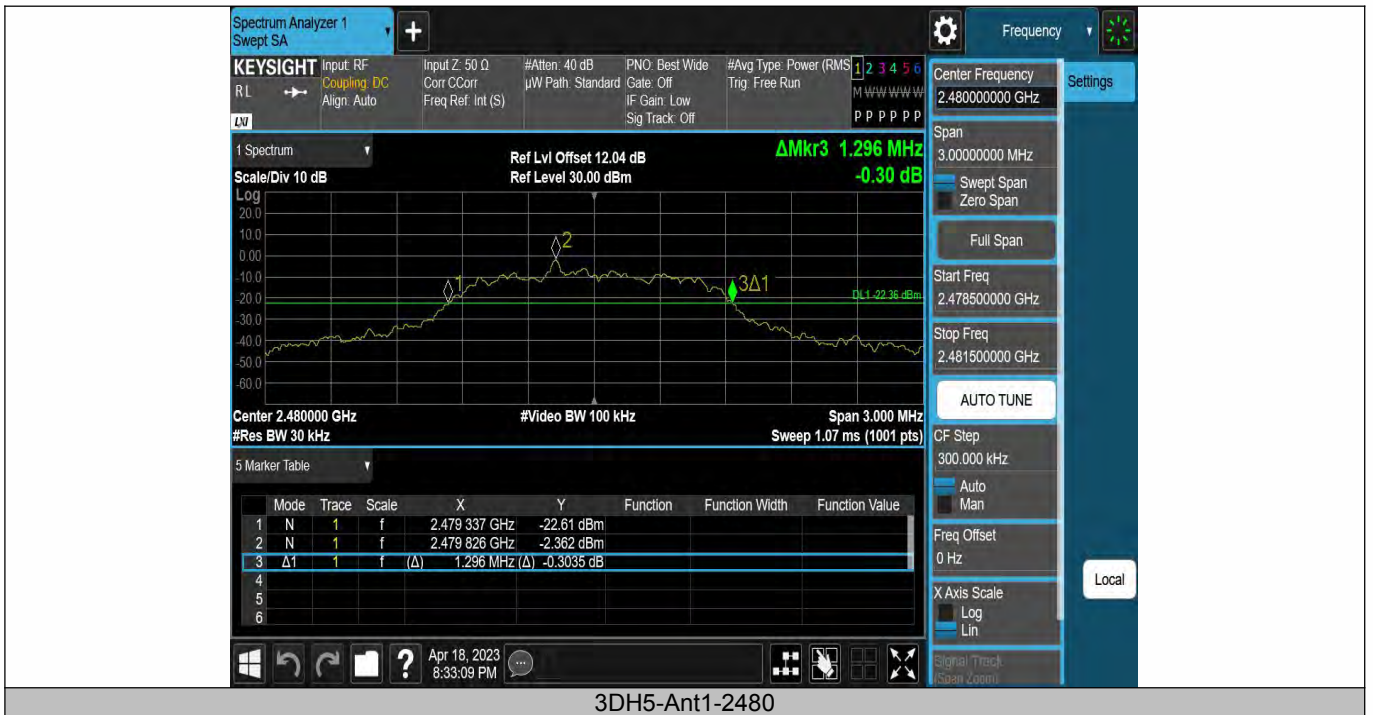 Spectrum Analyzer 1
Swept SA
+
Frequency
KEYSIGHT
RL
LXI
Input: RF
Coupling: DC
Align: Auto
Input Z: 50 Ω
Corr CCorr
Freq Ref: Int (S)
#Atten: 40 dB
µW Path: Standard
PNO: Best Wide
Gate: Off
IF Gain: Low
Sig Track: Off
#Avg Type: Power (RMS
Trig: Free Run
1 2 3 4 5 6
M W W W W W
P P P P P P
1 Spectrum
Scale/Div 10 dB
Ref Lvl Offset 12.04 dB
Ref Level 30.00 dBm
ΔMkr3 1.296 MHz
-0.30 dB
Log
20.0
10.0
0.00
-10.0
-20.0
-30.0
-40.0
-50.0
-60.0
1
2
3Δ1
DL1 -22.36 dBm
Center 2.480000 GHz
#Video BW 100 kHz
Span 3.000 MHz
#Res BW 30 kHz
Sweep 1.07 ms (1001 pts)
5 Marker Table
Mode Trace Scale X Y Function Function Width Function Value
1 N 1 f 2.479 337 GHz -22.61 dBm
2 N 1 f 2.479 826 GHz -2.362 dBm
3 Δ1 1 f (Δ) 1.296 MHz (Δ) -0.3035 dB
4
5
6
Apr 18, 2023
8:33:09 PM
Center Frequency
2.480000000 GHz
Span
3.00000000 MHz
Swept Span
Zero Span
Full Span
Start Freq
2.478500000 GHz
Stop Freq
2.481500000 GHz
AUTO TUNE
CF Step
300.000 kHz
Auto
Man
Freq Offset
0 Hz
X Axis Scale
Log
Lin
Signal Track
(Span Zoom)
Settings
Local
3DH5-Ant1-2480